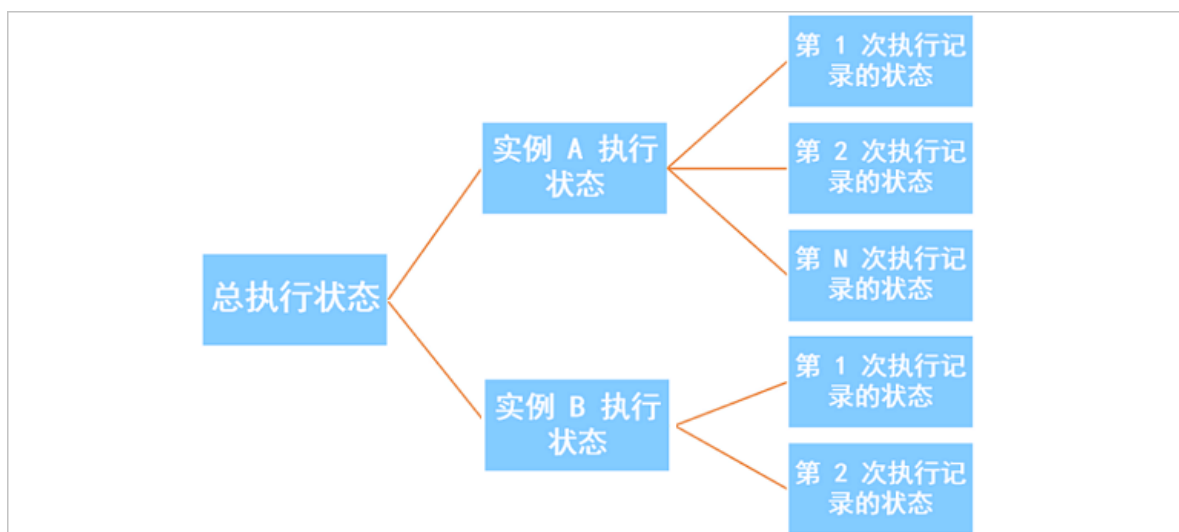 总执行状态
实例 A 执行
状态
第 1 次执行记
录的状态
第 2 次执行记
录的状态
第 N 次执行记
录的状态
实例 B 执行
状态
第 1 次执行记
录的状态
第 2 次执行记
录的状态